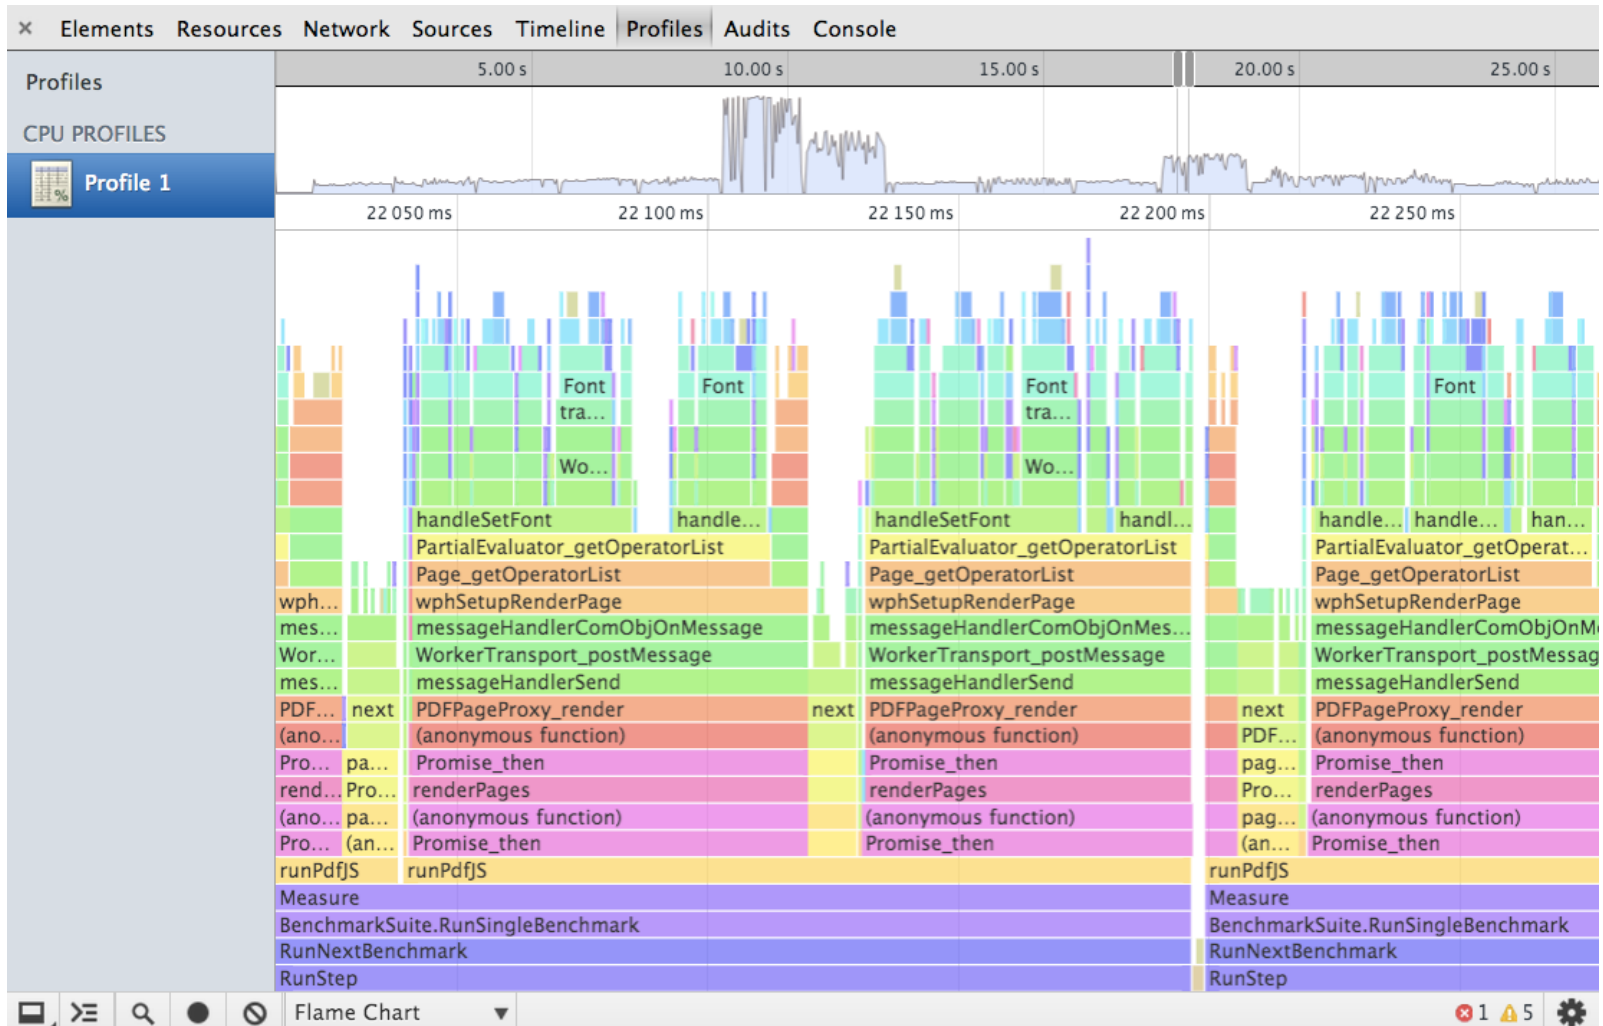 × Elements Resources Network Sources Timeline Profiles Audits Console
Profiles
CPU PROFILES
Profile 1
%
5.00 s 10.00 s 15.00 s 20.00 s 25.00 s
22 050 ms 22 100 ms 22 150 ms 22 200 ms 22 250 ms
Font Font Font Font
tra... tra...
Wo... Wo...
handleSetFont handle... handleSetFont handl... handle... handle... han...
PartialEvaluator_getOperatorList PartialEvaluator_getOperatorList PartialEvaluator_getOperat...
Page_getOperatorList Page_getOperatorList Page_getOperatorList
wph... wphSetupRenderPage wphSetupRenderPage wphSetupRenderPage
mes... messageHandlerComObjOnMessage messageHandlerComObjOnMes... messageHandlerComObjOnM
Wor... WorkerTransport_postMessage WorkerTransport_postMessage WorkerTransport_postMessag
mes... messageHandlerSend messageHandlerSend messageHandlerSend
PDF... next PDFPageProxy_render next PDFPageProxy_render next PDFPageProxy_render
(ano... (anonymous function) (anonymous function) PDF... (anonymous function)
Pro... pa... Promise_then Promise_then pag... Promise_then
rend... Pro... renderPages renderPages Pro... renderPages
(ano... pa... (anonymous function) (anonymous function) pag... (anonymous function)
Pro... (an... Promise_then Promise_then (an... Promise_then
runPdfJS runPdfJS runPdfJS
Measure Measure
BenchmarkSuite.RunSingleBenchmark BenchmarkSuite.RunSingleBenchmark
RunNextBenchmark RunNextBenchmark
RunStep RunStep
Flame Chart ▼ 1 5